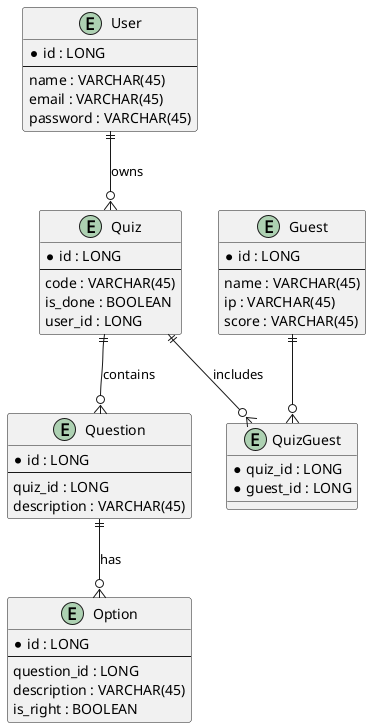 E User
* id : LONG
name : VARCHAR(45)
email : VARCHAR(45)
password : VARCHAR(45)
owns
E Quiz
* id : LONG
code : VARCHAR(45)
is_done : BOOLEAN
user_id : LONG
E Guest
* id : LONG
name : VARCHAR(45)
ip : VARCHAR(45)
score : VARCHAR(45)
contains
includes
E Question
* id : LONG
quiz_id : LONG
description : VARCHAR(45)
E QuizGuest
* quiz_id : LONG
* guest_id : LONG
has
E Option
* id : LONG
question_id : LONG
description : VARCHAR(45)
is_right : BOOLEAN